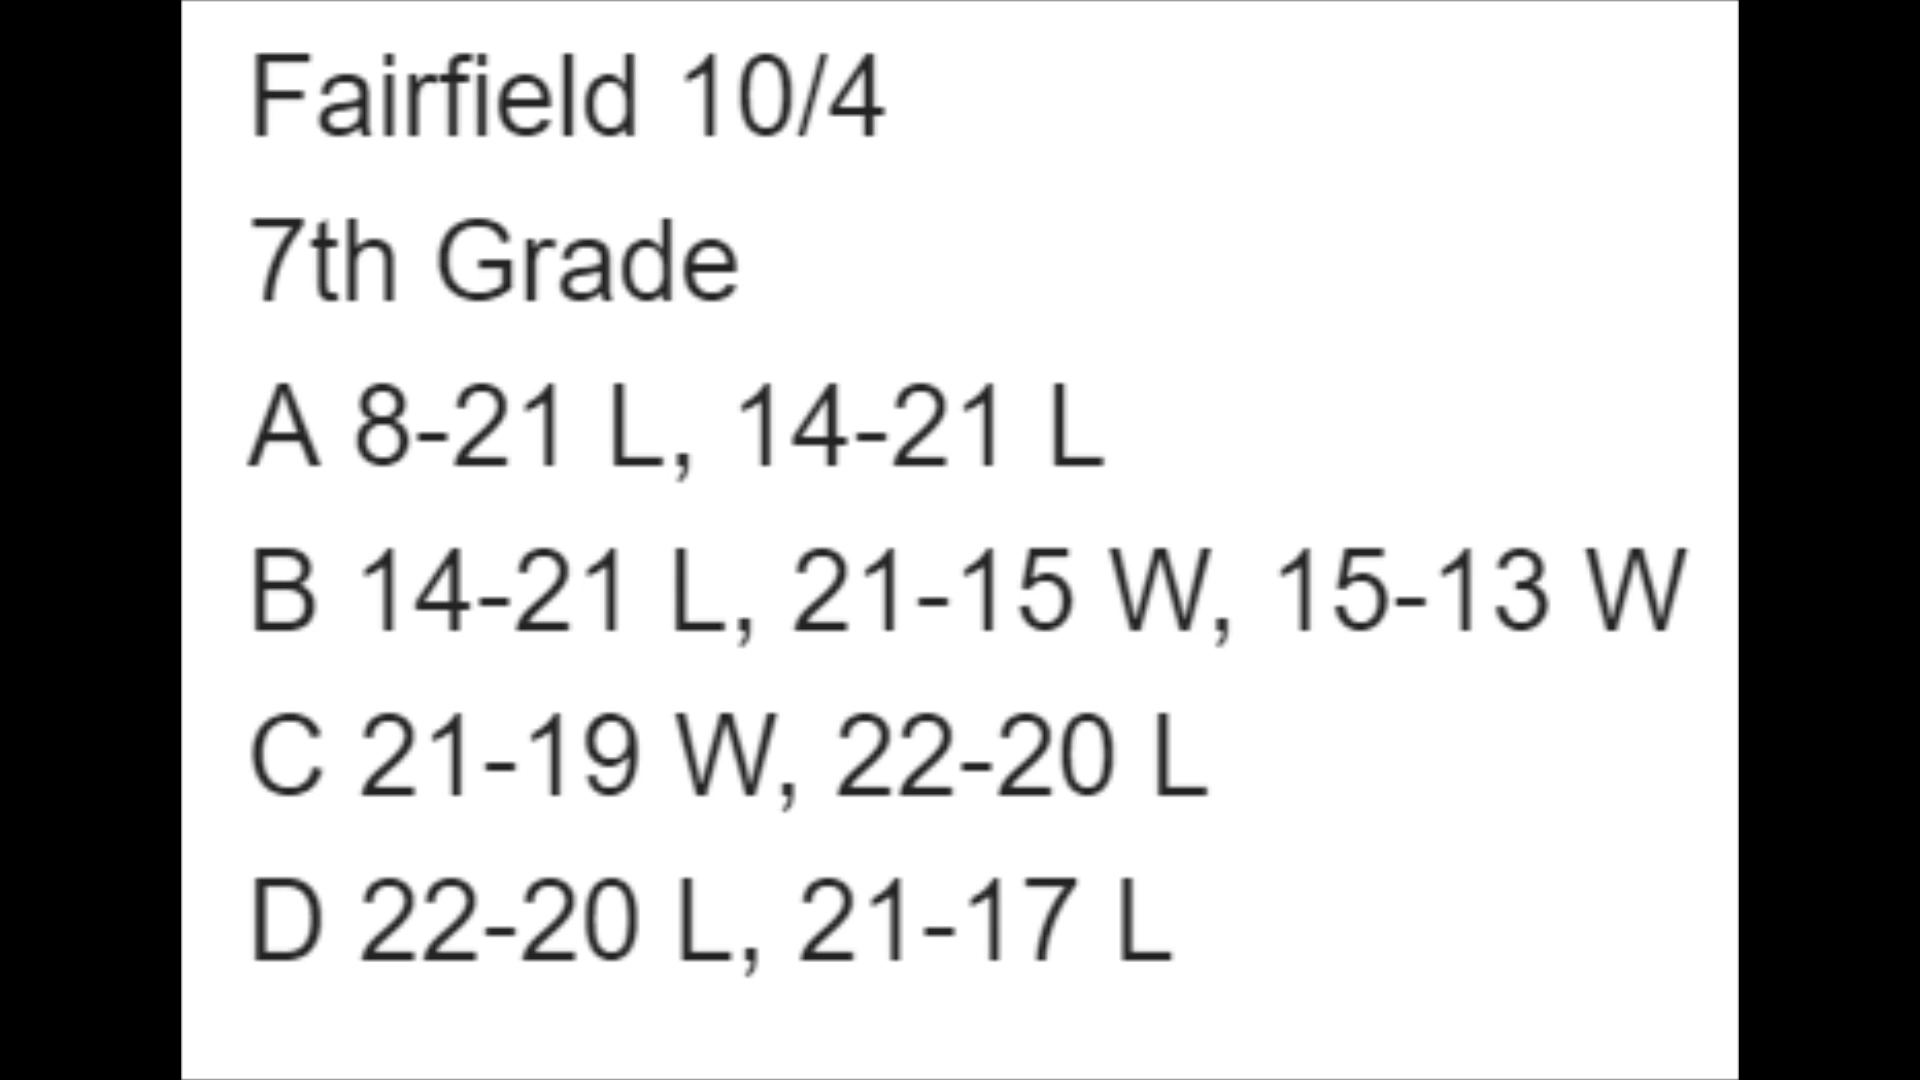 Fairfield 10/4
7th Grade
A 8-21 L, 14-21 L
B 14-21 L, 21-15 W, 15-13 W
C 21-19 W, 22-20 L
D 22-20 L, 21-17 L